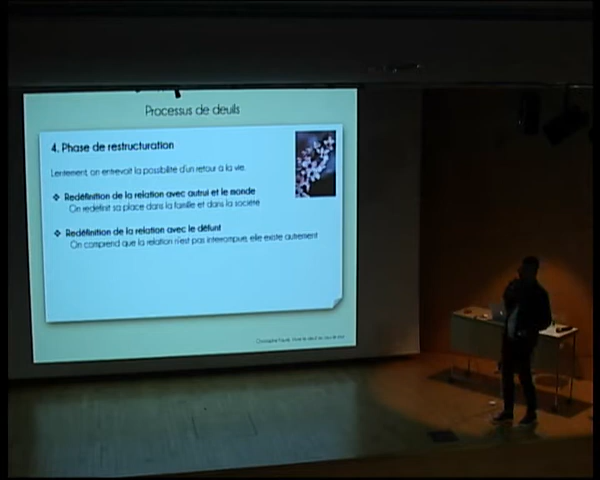 Processus de deuils
4. Phase de restructuration
Lentement, on entrevoit la possibilité d'un retour à la vie.
❖ Redéfinition de la relation avec autrui et le monde
On redéfinit sa place dans la famille et dans la société
❖ Redéfinition de la relation avec le défunt
On comprend que la relation n'est pas interrompue, elle existe autrement